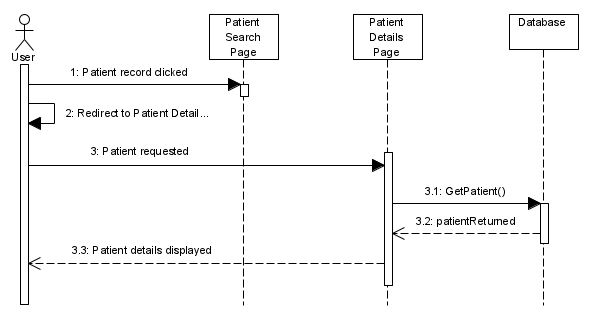 Patient
Search
Page
Patient
Details
Page
Database
User
1: Patient record clicked
2: Redirect to Patient Detail...
3: Patient requested
3.1: GetPatient()
3.2: patientReturned
3.3: Patient details displayed